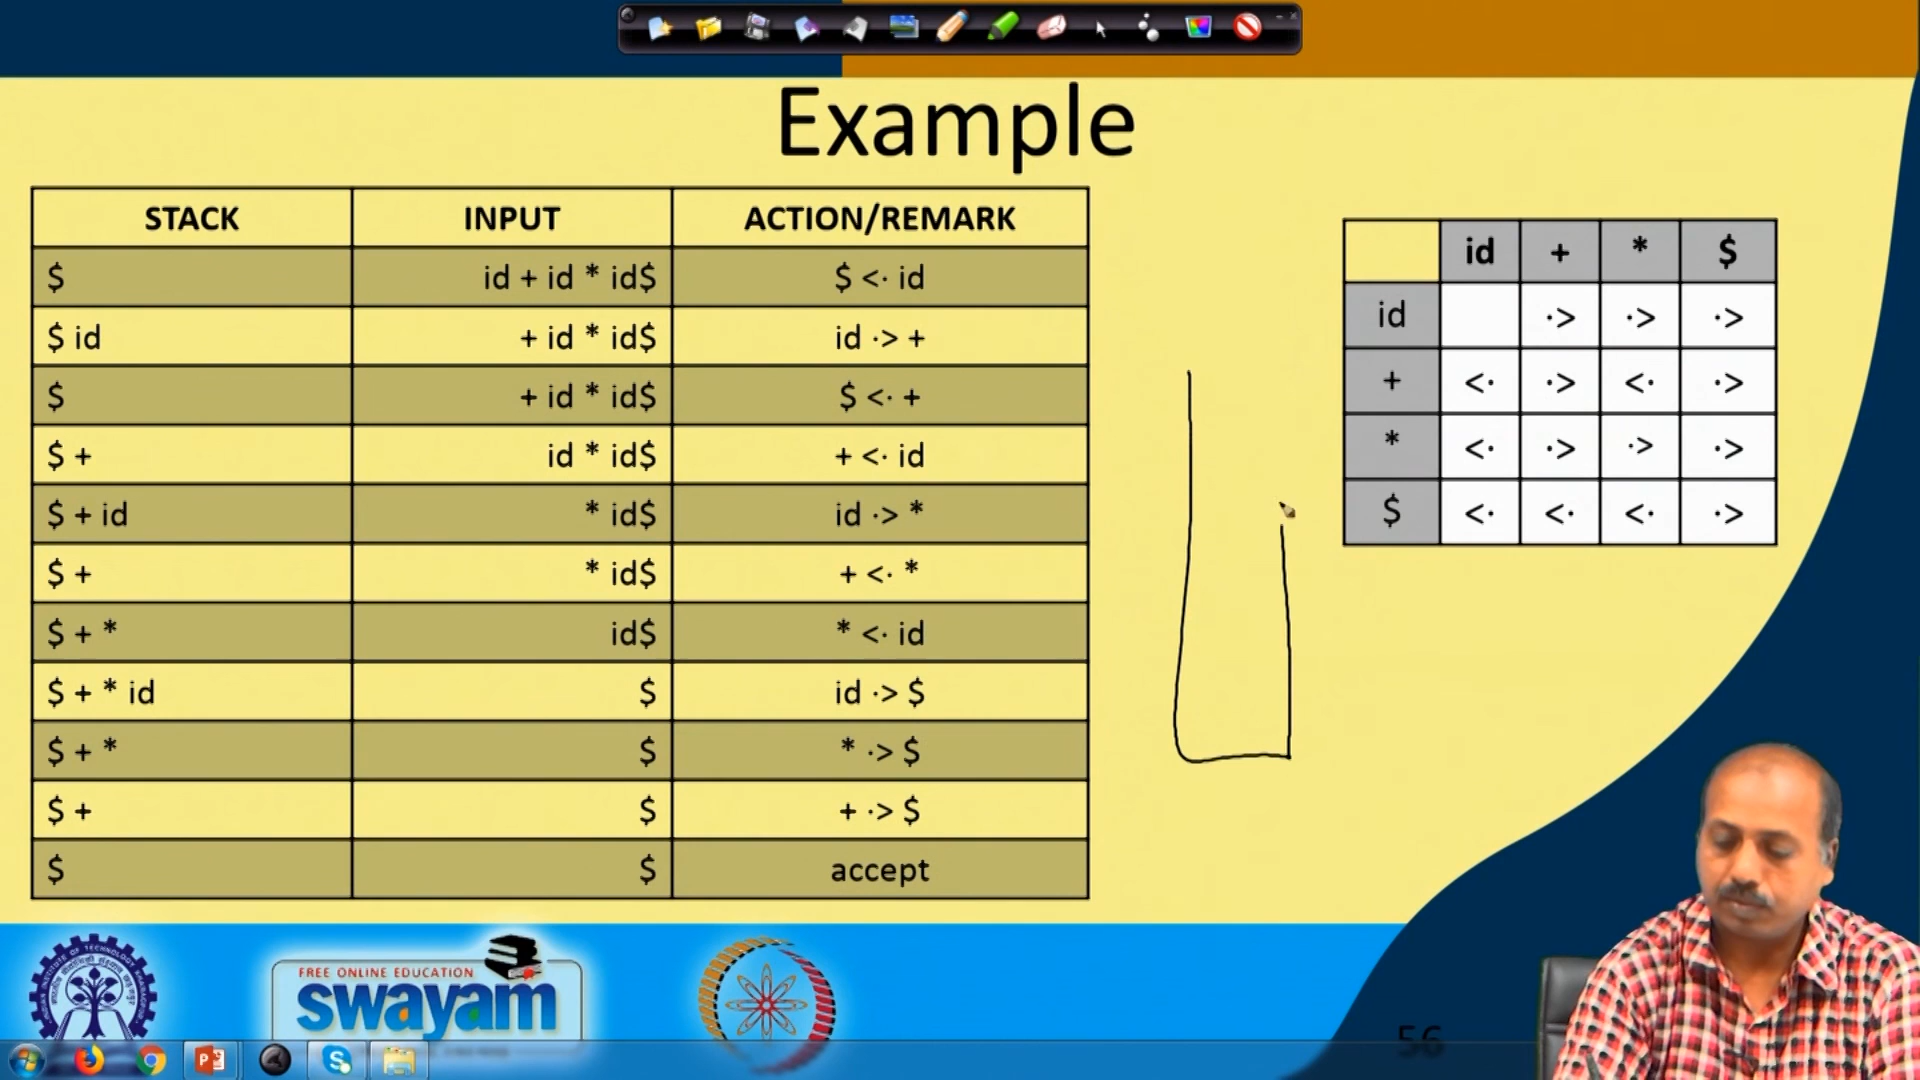 Example
STACK INPUT ACTION/REMARK
$ id + id * id$ $ <· id
$ id + id * id$ id ·> +
$ + id * id$ $ <· +
$ + id * id$ + <· id
$ + id * id$ id ·> *
$ + * id$ + <· *
$ + * id$ * <· id
$ + * id $ id ·> $
$ + * $ * ·> $
$ + $ + ·> $
$ $ accept
id + * $
id ·> ·> ·>
+ <· ·> <· ·>
* <· ·> ·> ·>
$ <· <· <· ·>
FREE ONLINE EDUCATION
swayam
56